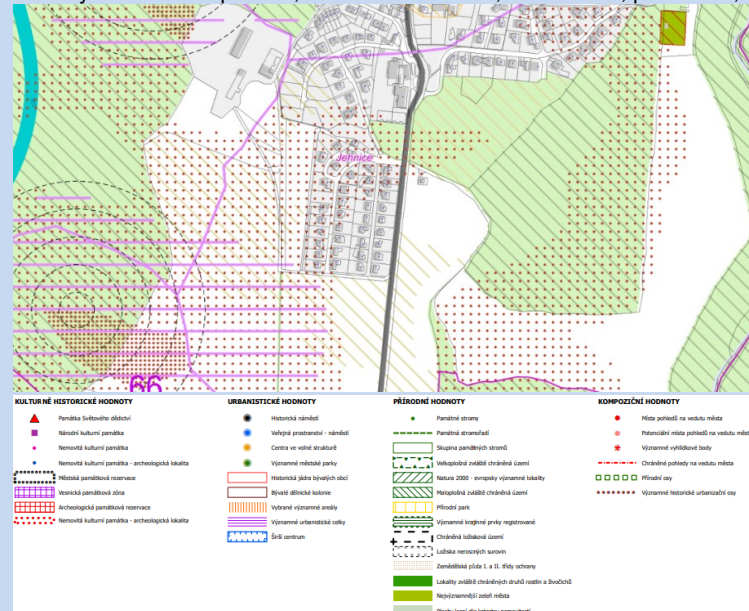 Jehnice
66
KULTURNĚ HISTORICKÉ HODNOTY
Památka Světového dědictví
Národní kulturní památka
Nemovitá kulturní památka
Nemovitá kulturní památka - archeologická lokalita
Městská památková rezervace
Vesnická památková zóna
Archeologická památková rezervace
Nemovitá kulturní památka - archeologická lokalita
URBANISTICKÉ HODNOTY
Historická náměstí
Veřejná prostranství - náměstí
Centra ve volné struktuře
Významné městské parky
Historická jádra bývalých obcí
Bývalé dělnické kolonie
Vybrané významné areály
Významné urbanistické celky
Širší centrum
PŘÍRODNÍ HODNOTY
Památné stromy
Památná stromořadí
Skupina památných stromů
Velkoplošná zvláště chráněná území
Natura 2000 - evropsky významné lokality
Maloplošná zvláště chráněná území
Přírodní park
Významné krajinné prvky registrované
Chráněná ložisková území
Ložiska nerostných surovin
Zemědělská půda I. a II. třídy ochrany
Lokality zvláště chráněných druhů rostlin a živočichů
Nejvýznamnější zeleň města
KOMPOZIČNÍ HODNOTY
Místa pohledů na vedutu města
Potenciální místa pohledů na vedutu měst
Významné vyhlídkové body
Chráněné pohledy na vedutu města
Přírodní osy
Významné historické urbanizační osy